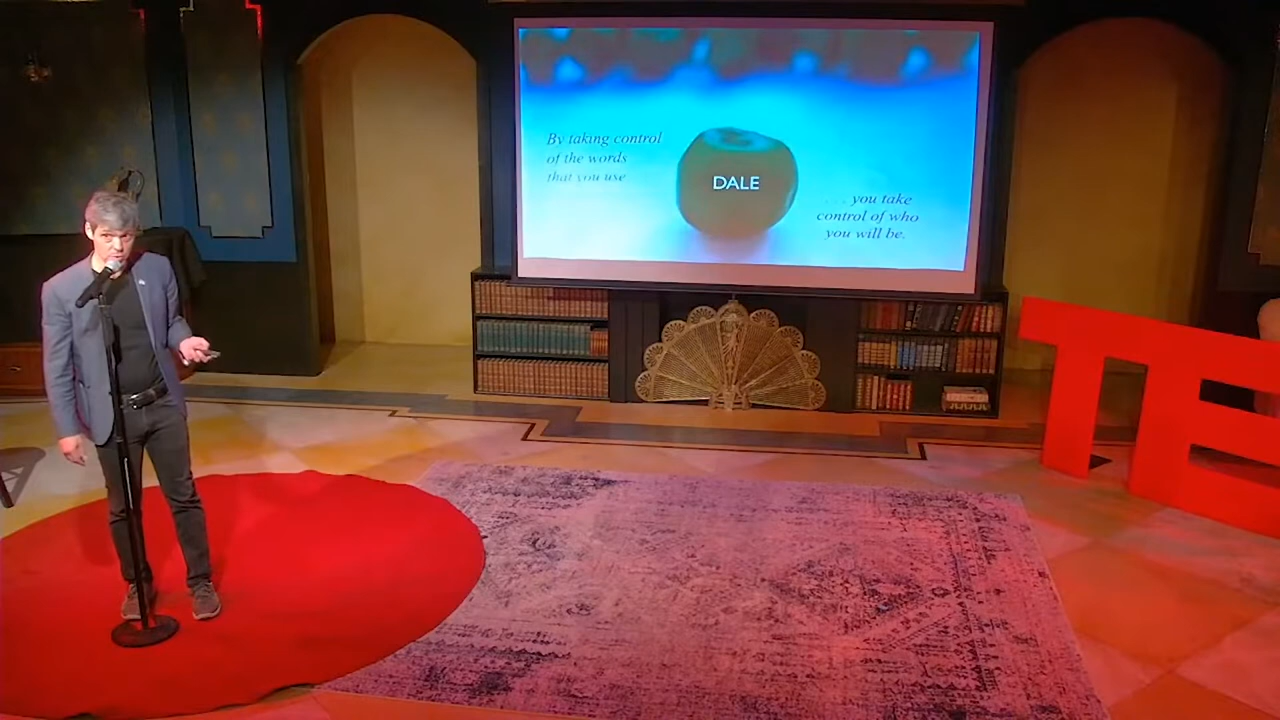 By taking control
of the words
that you use
DALE
. . . you take
control of who
you will be.
TE